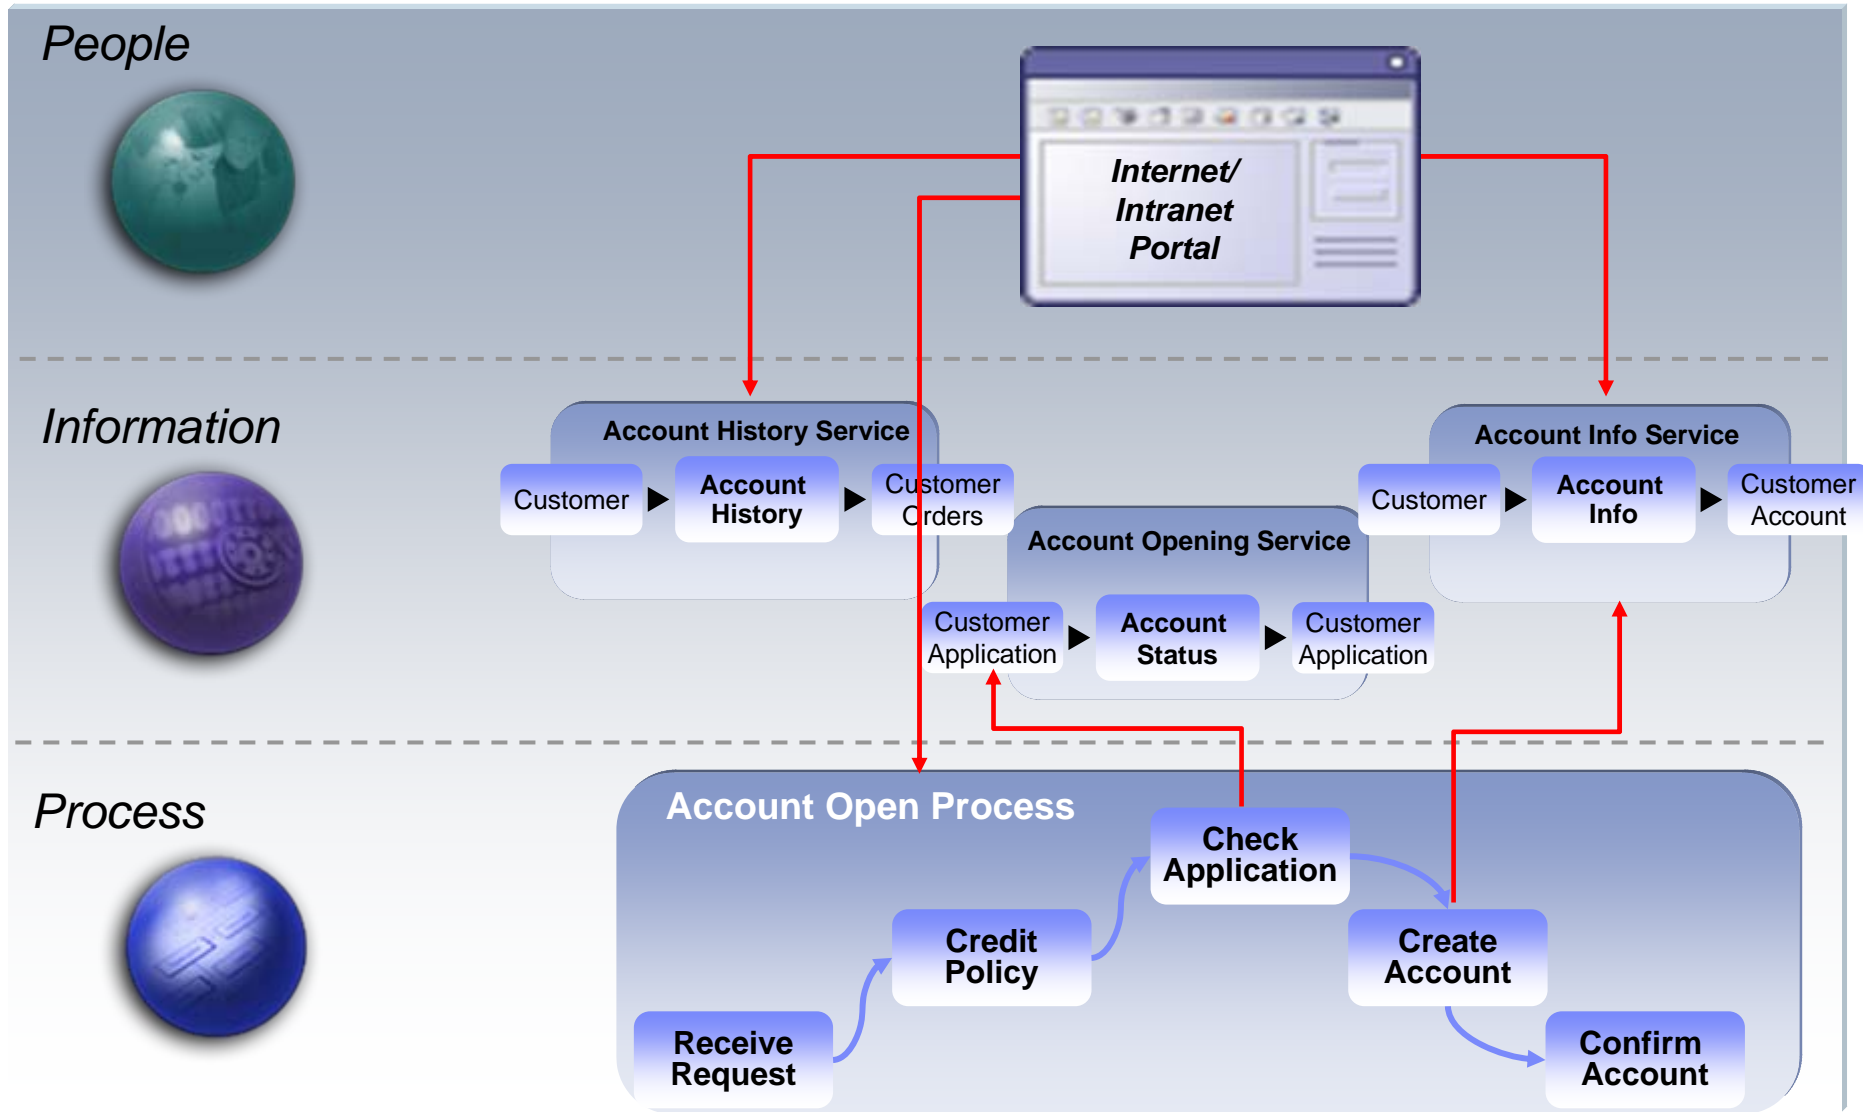 People
Internet/
Intranet
Portal
Information
Account History Service
Customer
Account
History
Customer
Orders
Account Opening Service
Customer
Application
Account
Status
Customer
Application
Account Info Service
Customer
Account
Info
Customer
Account
Process
Account Open Process
Receive
Request
Credit
Policy
Check
Application
Create
Account
Confirm
Account